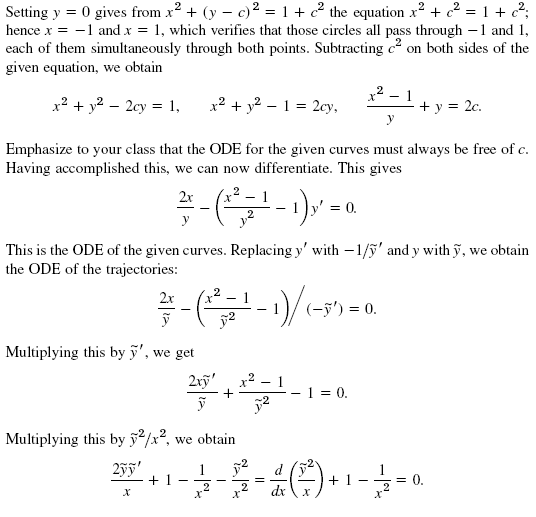 Setting y = 0 gives from x² + (y − c)² = 1 + c² the equation x² + c² = 1 + c²;
hence x = −1 and x = 1, which verifies that those circles all pass through −1 and 1,
each of them simultaneously through both points. Subtracting c² on both sides of the
given equation, we obtain
x² + y² − 2cy = 1, x² + y² − 1 = 2cy, (x² − 1)/y + y = 2c.
Emphasize to your class that the ODE for the given curves must always be free of c.
Having accomplished this, we can now differentiate. This gives
2x/y − ((x² − 1)/y² − 1)y′ = 0.
This is the ODE of the given curves. Replacing y′ with −1/ỹ′ and y with ỹ, we obtain
the ODE of the trajectories:
2x/ỹ − ((x² − 1)/ỹ² − 1)/(−ỹ′) = 0.
Multiplying this by ỹ′, we get
2xỹ′/ỹ + (x² − 1)/ỹ² − 1 = 0.
Multiplying this by ỹ²/x², we obtain
2ỹỹ′/x + 1 − 1/x² − ỹ²/x² = d/dx (ỹ²/x) + 1 − 1/x² = 0.